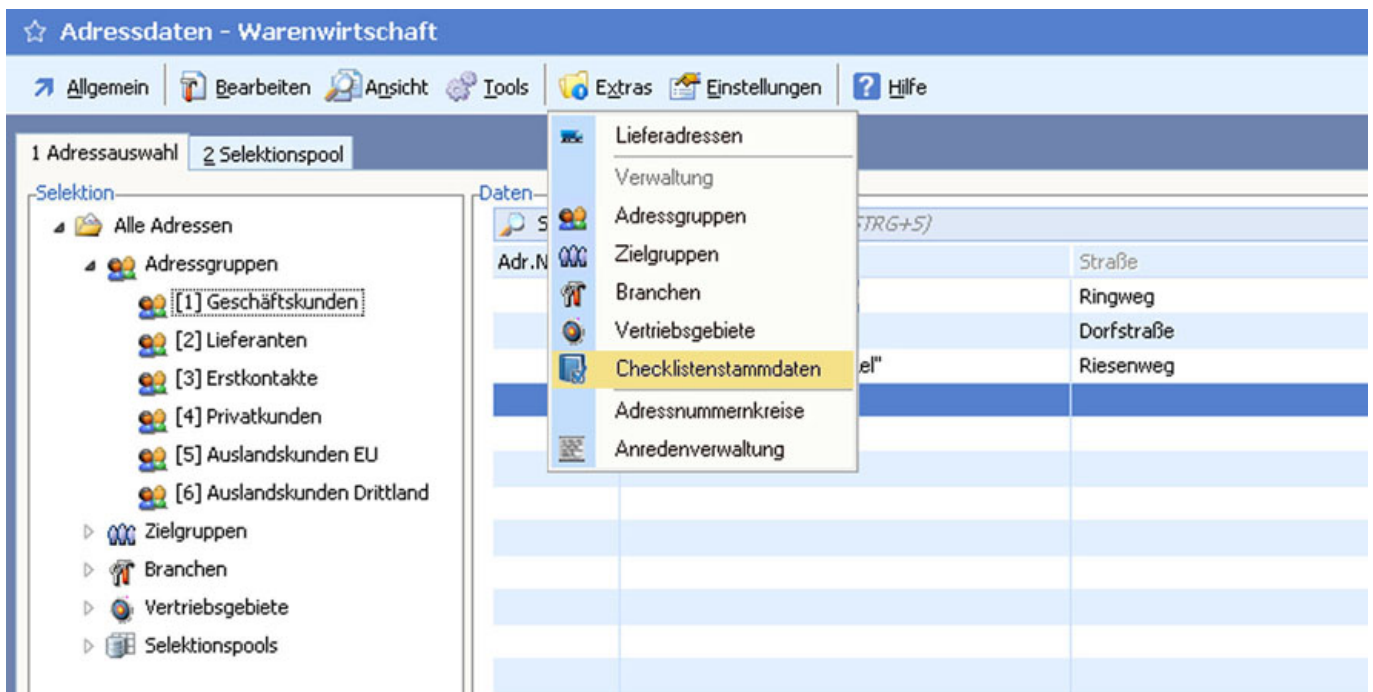 Adressdaten - Warenwirtschaft
Allgemein Bearbeiten Ansicht Tools Extras Einstellungen Hilfe
1 Adressauswahl 2 Selektionspool
Selektion
Alle Adressen
Adressgruppen
[1] Geschäftskunden
[2] Lieferanten
[3] Erstkontakte
[4] Privatkunden
[5] Auslandskunden EU
[6] Auslandskunden Drittland
Zielgruppen
Branchen
Vertriebsgebiete
Selektionspools
Lieferadressen
Verwaltung
Adressgruppen
Zielgruppen
Branchen
Vertriebsgebiete
Checklistenstammdaten
Adressnummernkreise
Anredenverwaltung
Daten
STRG+S)
Adr.N Straße
Ringweg
Dorfstraße
el" Riesenweg